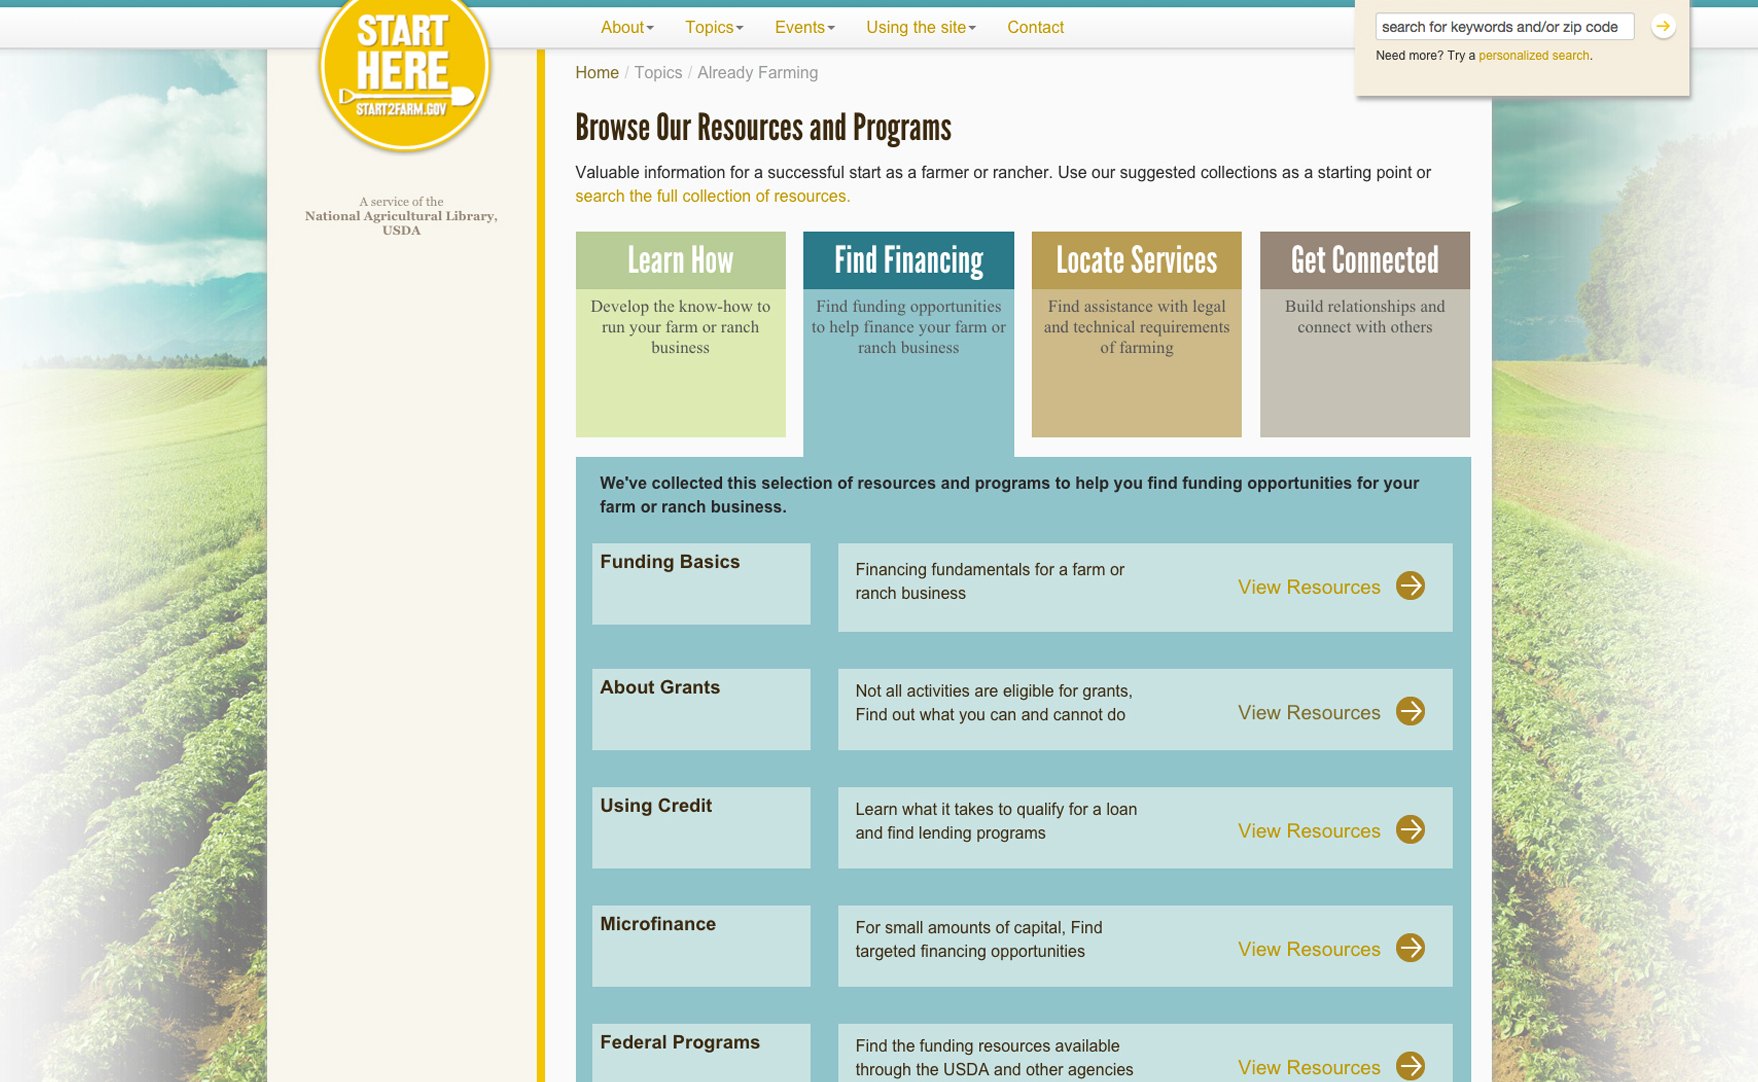 START
HERE
START2FARM.GOV
A service of the
National Agricultural Library,
USDA
About Topics Events Using the site Contact
search for keywords and/or zip code
Need more? Try a personalized search.
Home / Topics / Already Farming
Browse Our Resources and Programs
Valuable information for a successful start as a farmer or rancher. Use our suggested collections as a starting point or
search the full collection of resources.
Learn How
Develop the know-how to
run your farm or ranch
business
Find Financing
Find funding opportunities
to help finance your farm or
ranch business
Locate Services
Find assistance with legal
and technical requirements
of farming
Get Connected
Build relationships and
connect with others
We've collected this selection of resources and programs to help you find funding opportunities for your
farm or ranch business.
Funding Basics
Financing fundamentals for a farm or
ranch business
View Resources
About Grants
Not all activities are eligible for grants,
Find out what you can and cannot do
View Resources
Using Credit
Learn what it takes to qualify for a loan
and find lending programs
View Resources
Microfinance
For small amounts of capital, Find
targeted financing opportunities
View Resources
Federal Programs
Find the funding resources available
through the USDA and other agencies
View Resources